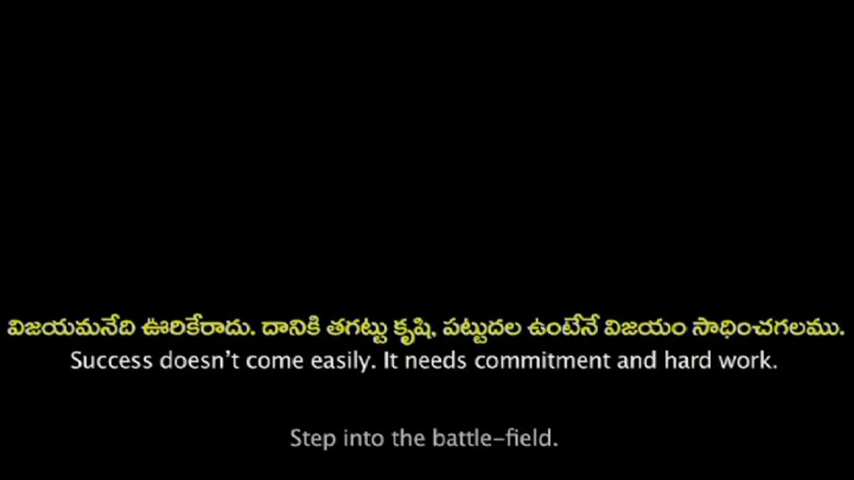 విజయమనేది ఊరికేరాదు. దానికి తగట్టు కృషి, పట్టుదల ఉంటేనే విజయం సాధించగలము.
Success doesn't come easily. It needs commitment and hard work.
Step into the battle-field.